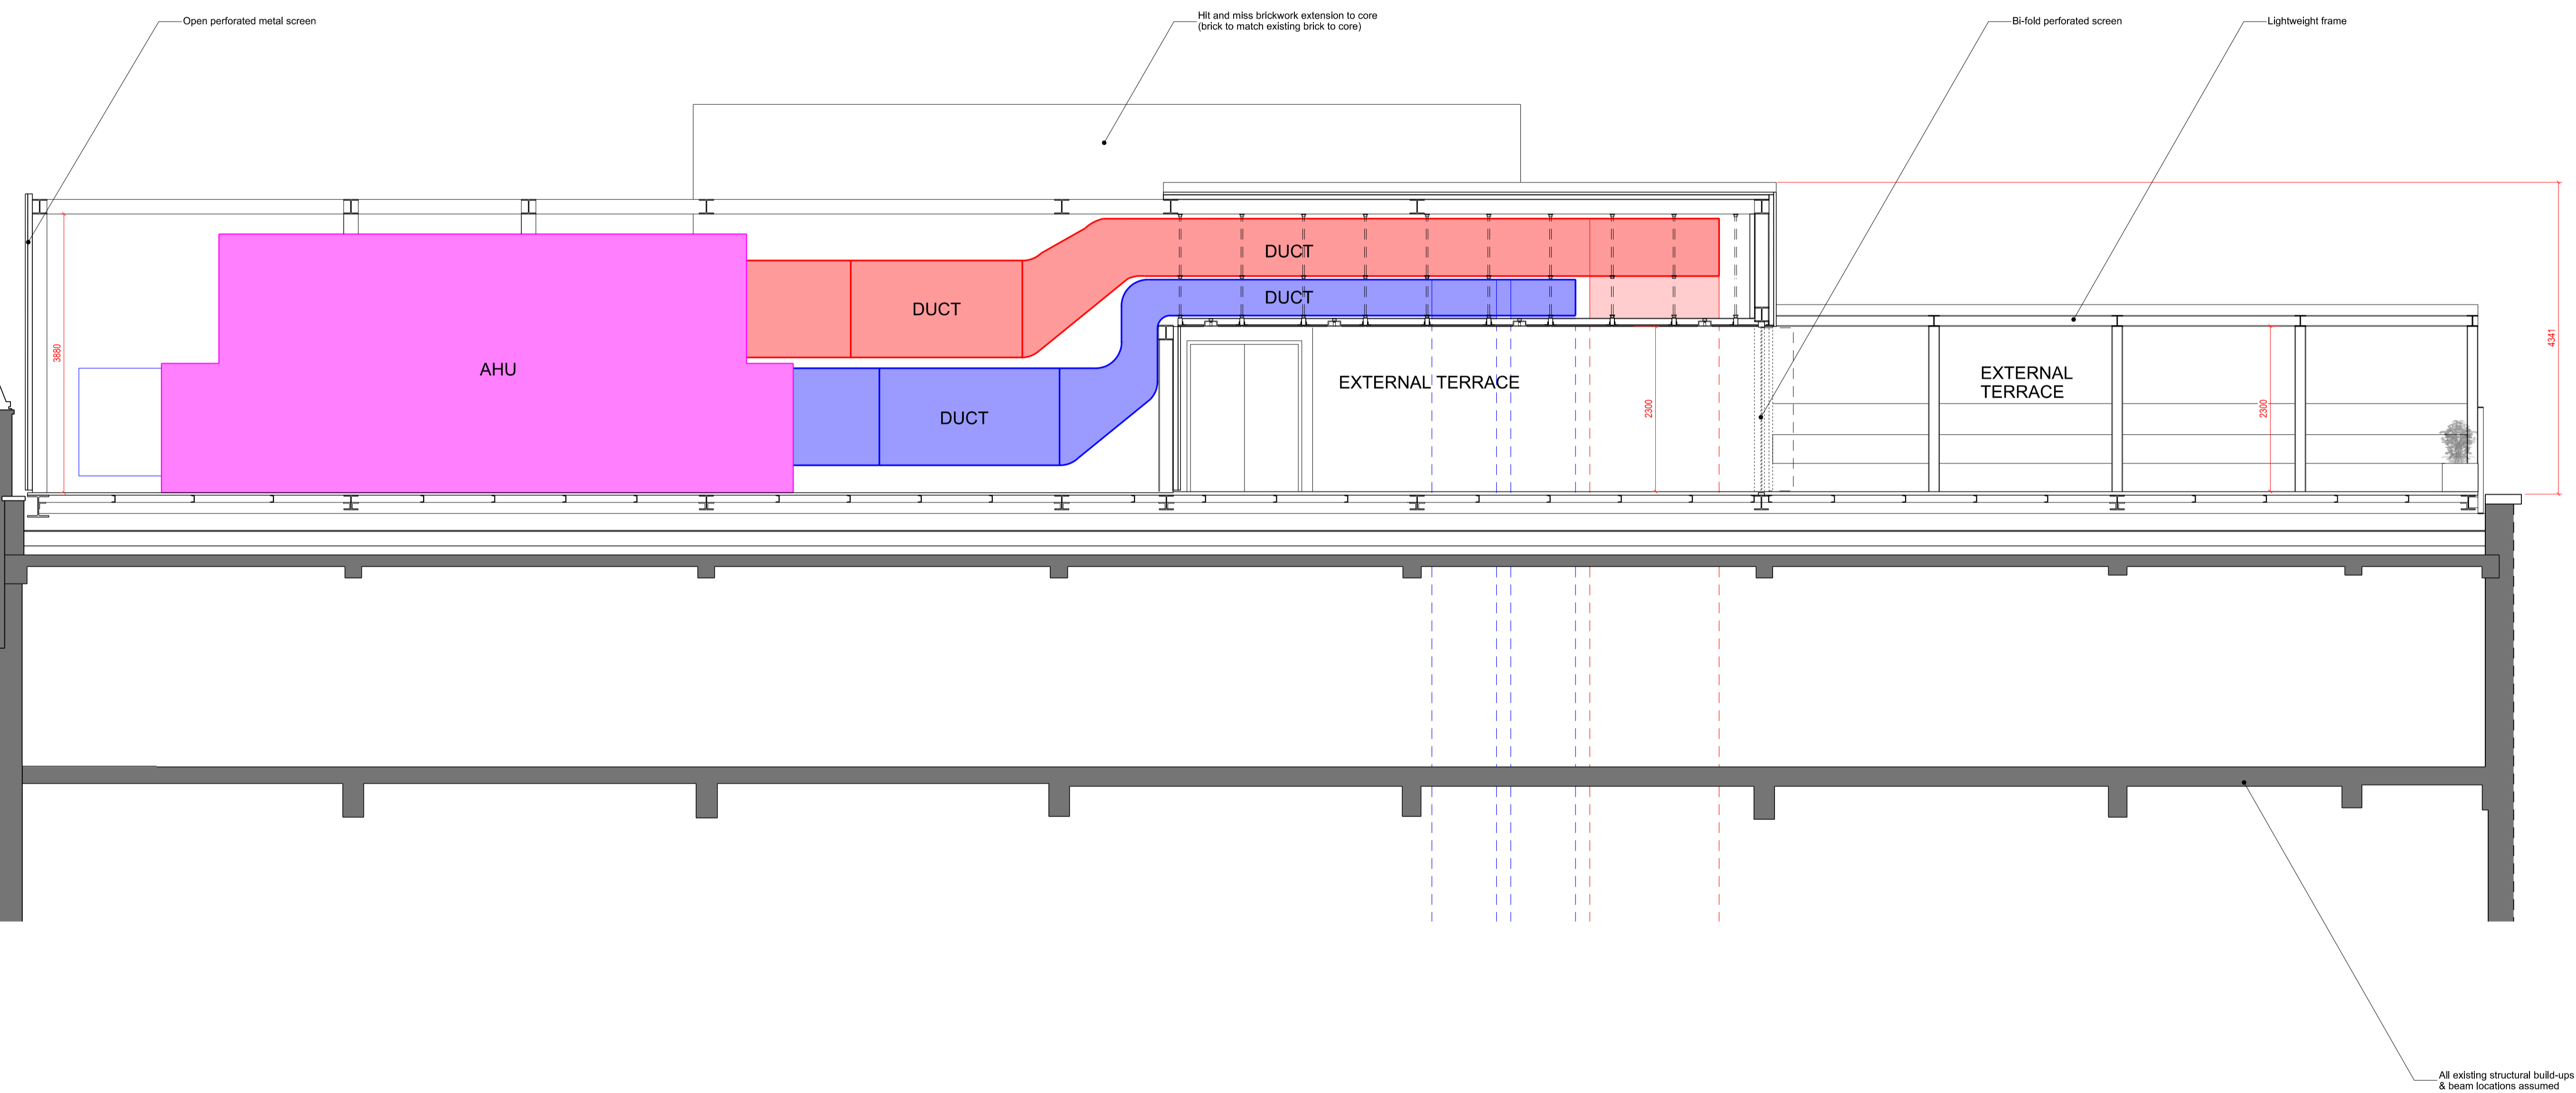 Open perforated metal screen
Hit and miss brickwork extension to core
(brick to match existing brick to core)
Bi-fold perforated screen
Lightweight frame
DUCT
DUCT
DUCT
DUCT
AHU
3880
EXTERNAL TERRACE
2300
EXTERNAL
TERRACE
2300
4341
All existing structural build-ups
& beam locations assumed